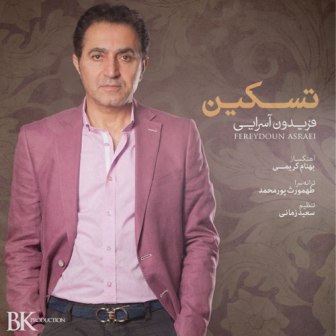 تسکین
فریدون آسرایی
FEREYDOUN ASRAEI
آهنگساز
بهنام کریمی
ترانه سرا
طهمورث پورمحمد
تنظیم
سعید زمانی
BK PRODUCTION